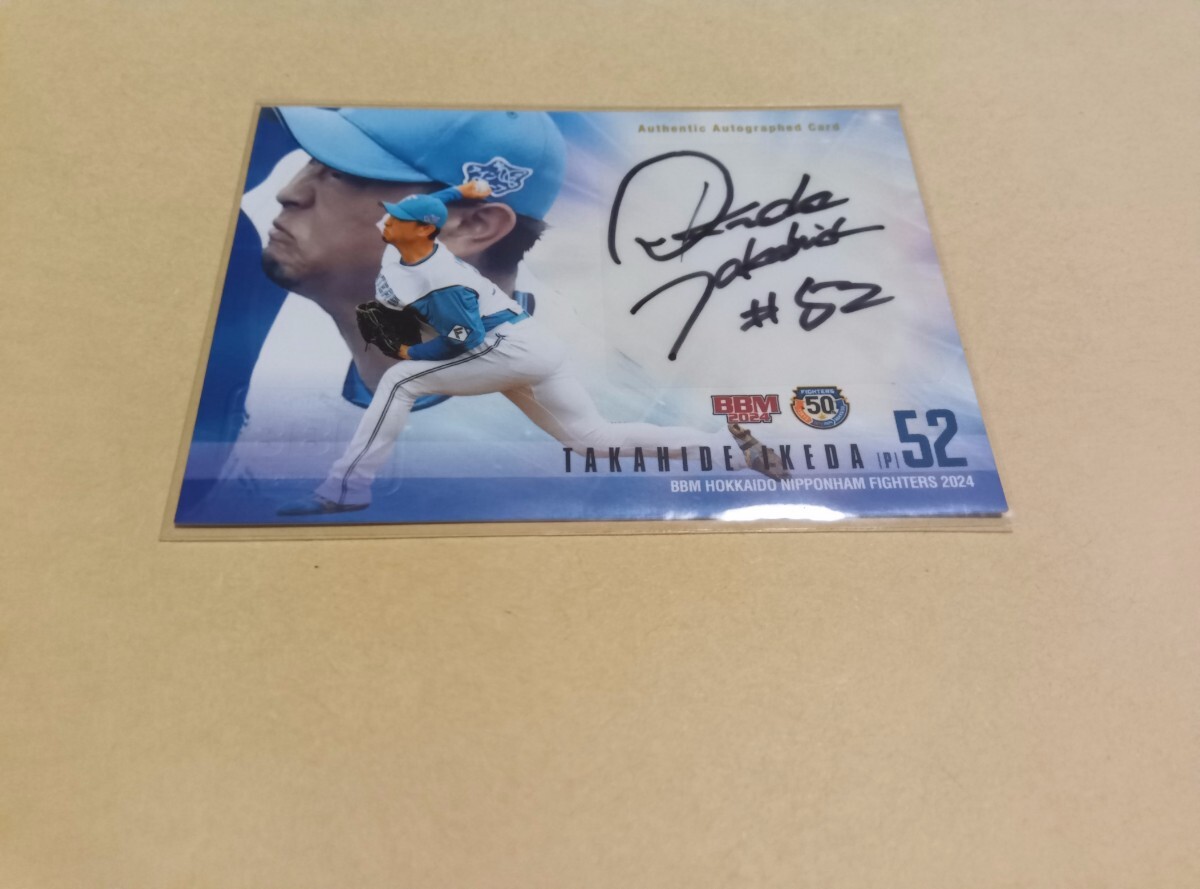 Authentic Autographed Card
Ikeda
Takahide
#52
BBM
2024
FIGHTERS
50
TAKAHIDE IKEDA (P) 52
BBM HOKKAIDO NIPPONHAM FIGHTERS 2024